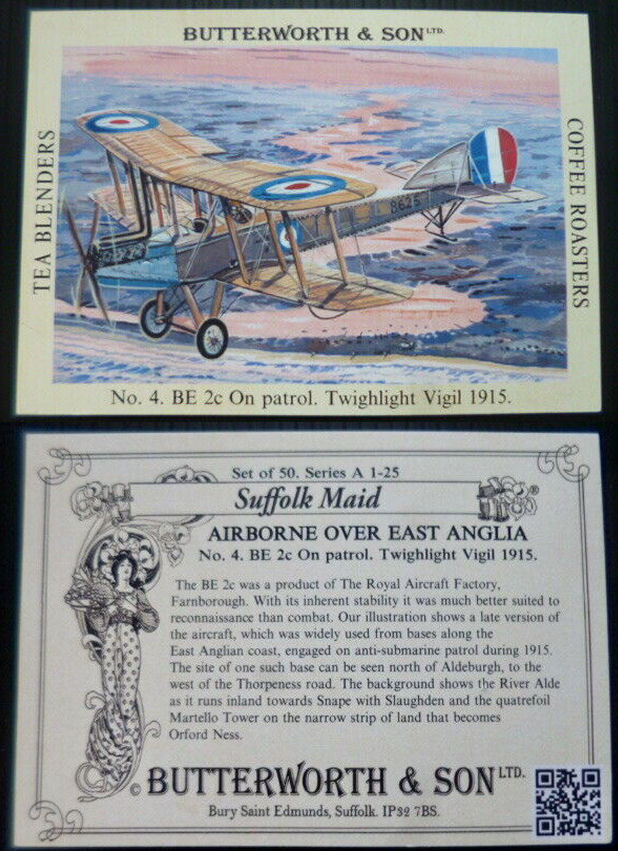 BUTTERWORTH & SON LTD.
TEA BLENDERS
COFFEE ROASTERS
8625
No. 4. BE 2c On patrol. Twighlight Vigil 1915.
Set of 50. Series A 1-25
Suffolk Maid
®
AIRBORNE OVER EAST ANGLIA
No. 4. BE 2c On patrol. Twighlight Vigil 1915.
The BE 2c was a product of The Royal Aircraft Factory,
Farnborough. With its inherent stability it was much better suited to
reconnaissance than combat. Our illustration shows a late version of
the aircraft, which was widely used from bases along the
East Anglian coast, engaged on anti-submarine patrol during 1915.
The site of one such base can be seen north of Aldeburgh, to the
west of the Thorpeness road. The background shows the River Alde
as it runs inland towards Snape with Slaughden and the quatrefoil
Martello Tower on the narrow strip of land that becomes
Orford Ness.
© BUTTERWORTH & SON LTD.
Bury Saint Edmunds, Suffolk. IP32 7BS.